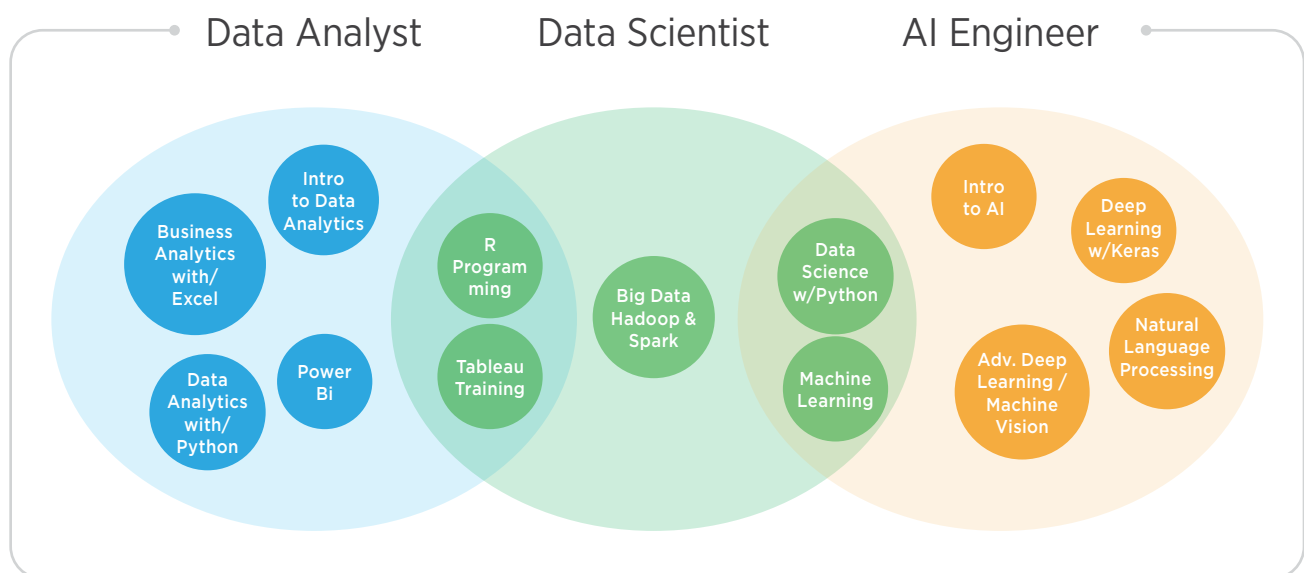 Data Analyst
Data Scientist
AI Engineer
Intro
to Data
Analytics
Business
Analytics
with/
Excel
Data
Analytics
with/
Python
Power
Bi
R
Program
ming
Tableau
Training
Big Data
Hadoop &
Spark
Data
Science
w/Python
Machine
Learning
Intro
to AI
Deep
Learning
w/Keras
Natural
Language
Processing
Adv. Deep
Learning /
Machine
Vision